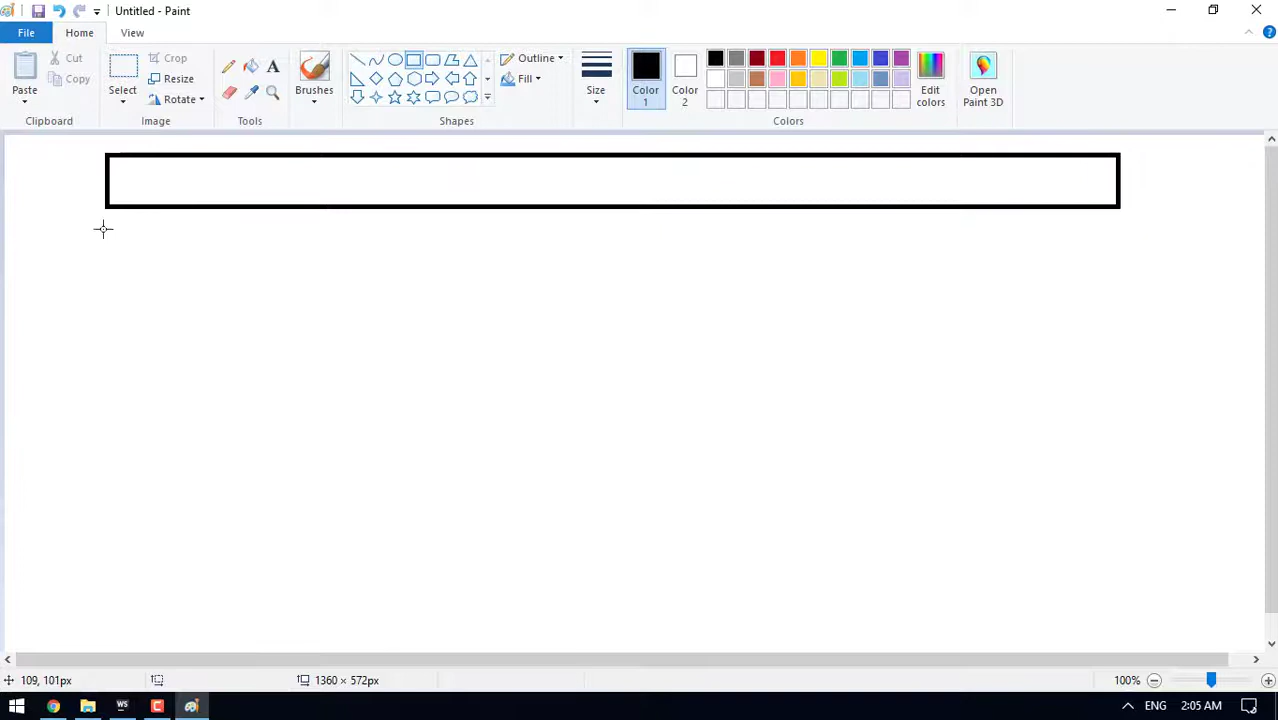 Untitled - Paint
File Home View
Paste
Cut
Copy
Clipboard
Select
Crop
Resize
Rotate
Image
A
Tools
Brushes
Outline
Fill
Shapes
Size
Color 1
Color 2
Edit colors
Colors
Open Paint 3D
109, 101px
1360 × 572px
100%
WS
C
ENG
2:05 AM